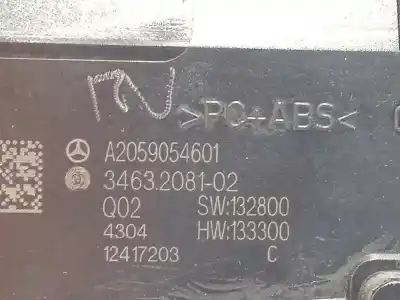 >PC+ABS<
A2059054601
3463.2081-02
Q02 SW:132800
4304 HW:133300
12417203 C